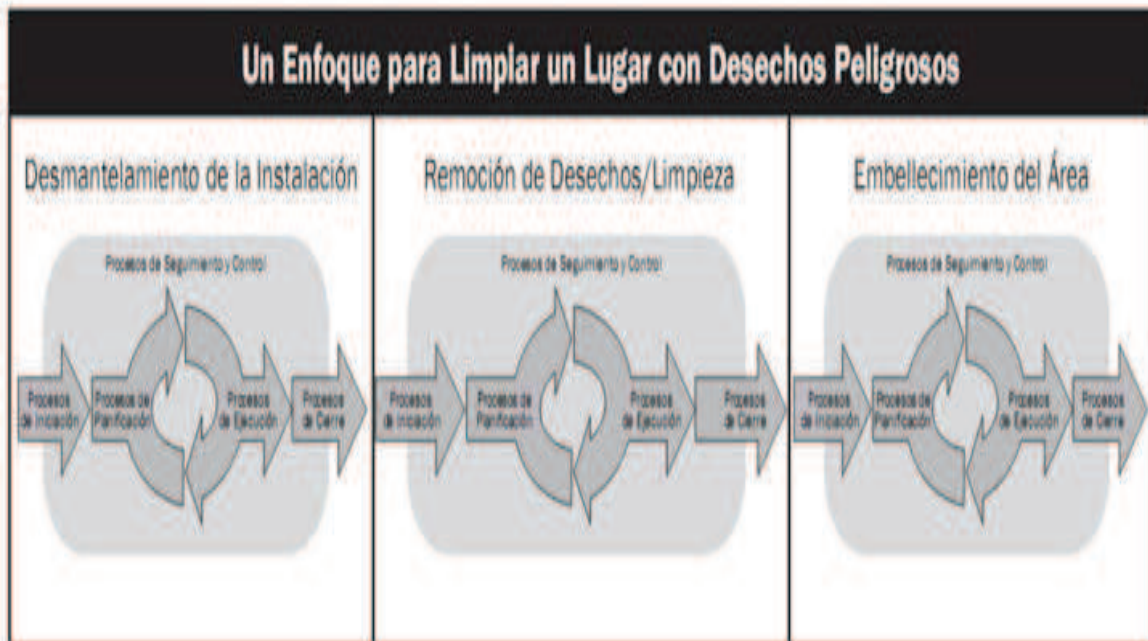 Un Enfoque para Limpiar un Lugar con Desechos Peligrosos
Desmantelamiento de la Instalación
Procesos de Seguimiento y Control
Procesos
de Iniciación
Procesos de
Planificación
Procesos
de Ejecución
Procesos
de Cierre
Remoción de Desechos/Limpieza
Procesos de Seguimiento y Control
Procesos
de Iniciación
Procesos de
Planificación
Procesos
de Ejecución
Procesos
de Cierre
Embellecimiento del Área
Procesos de Seguimiento y Control
Procesos
de Iniciación
Procesos de
Planificación
Procesos
de Ejecución
Procesos
de Cierre